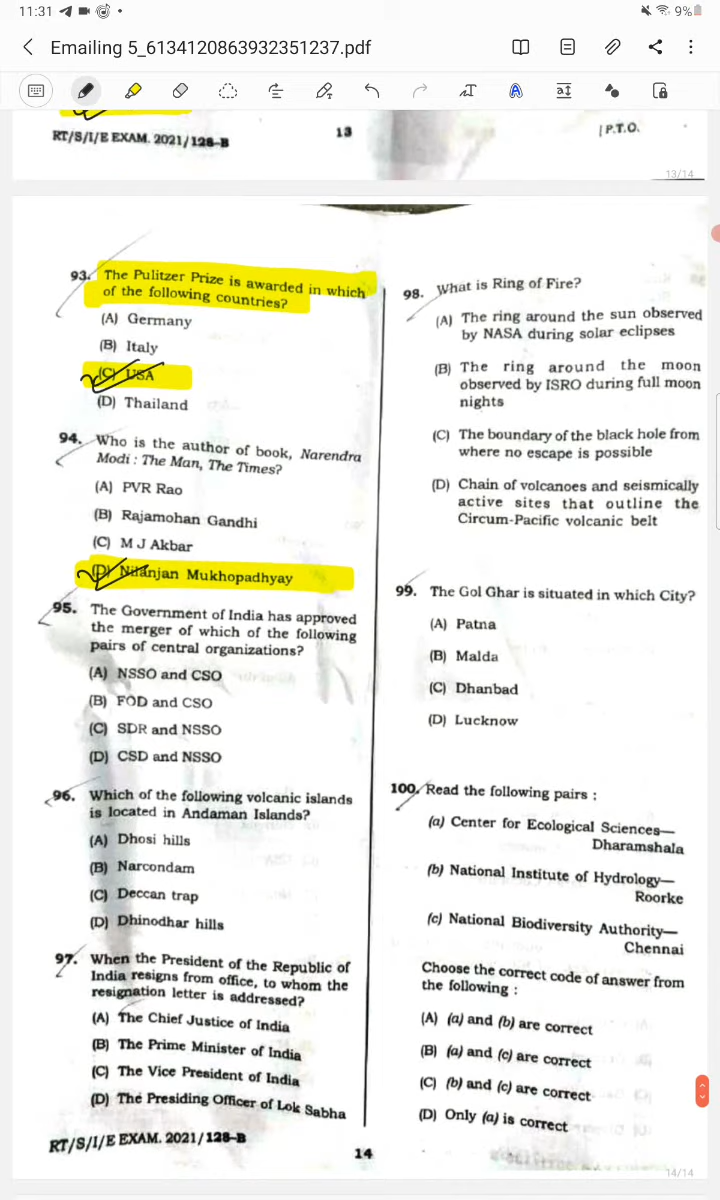 11:31
9%
Emailing 5_6134120863932351237.pdf
RT/S/I/E EXAM. 2021/128-B
13
[P.T.O.
13/14
93. The Pulitzer Prize is awarded in which
of the following countries?
(A) Germany
(B) Italy
(C) USA
(D) Thailand
94. Who is the author of book, Narendra
Modi : The Man, The Times?
(A) PVR Rao
(B) Rajamohan Gandhi
(C) M J Akbar
(D) Nilanjan Mukhopadhyay
95. The Government of India has approved
the merger of which of the following
pairs of central organizations?
(A) NSSO and CSO
(B) FOD and CSO
(C) SDR and NSSO
(D) CSD and NSSO
96. Which of the following volcanic islands
is located in Andaman Islands?
(A) Dhosi hills
(B) Narcondam
(C) Deccan trap
(D) Dhinodhar hills
97. When the President of the Republic of
India resigns from office, to whom the
resignation letter is addressed?
(A) The Chief Justice of India
(B) The Prime Minister of India
(C) The Vice President of India
(D) The Presiding Officer of Lok Sabha
98. What is Ring of Fire?
(A) The ring around the sun observed
by NASA during solar eclipses
(B) The ring around the moon
observed by ISRO during full moon
nights
(C) The boundary of the black hole from
where no escape is possible
(D) Chain of volcanoes and seismically
active sites that outline the
Circum-Pacific volcanic belt
99. The Gol Ghar is situated in which City?
(A) Patna
(B) Malda
(C) Dhanbad
(D) Lucknow
100. Read the following pairs :
(a) Center for Ecological Sciences—
Dharamshala
(b) National Institute of Hydrology—
Roorke
(c) National Biodiversity Authority—
Chennai
Choose the correct code of answer from
the following :
(A) (a) and (b) are correct
(B) (a) and (c) are correct
(C) (b) and (c) are correct
(D) Only (a) is correct
RT/S/I/E EXAM. 2021/128-B
14
14/14